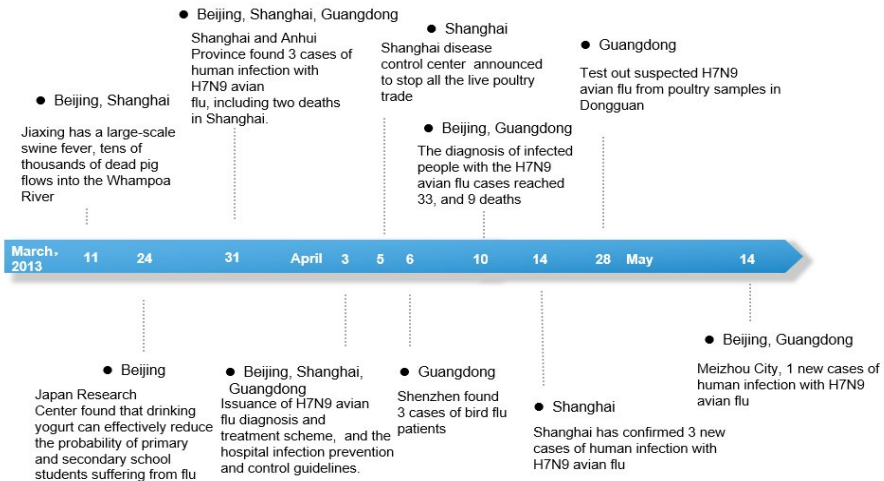 ● Beijing, Shanghai
Jiaxing has a large-scale
swine fever, tens of
thousands of dead pig
flows into the Whampoa
River
● Beijing, Shanghai, Guangdong
Shanghai and Anhui
Province found 3 cases of
human infection with
H7N9 avian
flu, including two deaths
in Shanghai.
● Shanghai
Shanghai disease
control center announced
to stop all the live poultry
trade
● Beijing, Guangdong
The diagnosis of infected
people with the H7N9
avian flu cases reached
33, and 9 deaths
● Guangdong
Test out suspected H7N9
avian flu from poultry samples in
Dongguan
March,
2013
11 24 31 April 3 5 6 10 14 28 May 14
● Beijing
Japan Research
Center found that drinking
yogurt can effectively reduce
the probability of primary
and secondary school
students suffering from flu
● Beijing, Shanghai,
Guangdong
Issuance of H7N9 avian
flu diagnosis and
treatment scheme, and the
hospital infection prevention
and control guidelines.
● Guangdong
Shenzhen found
3 cases of bird flu
patients
● Shanghai
Shanghai has confirmed 3 new
cases of human infection with
H7N9 avian flu
● Beijing, Guangdong
Meizhou City, 1 new cases of
human infection with H7N9
avian flu